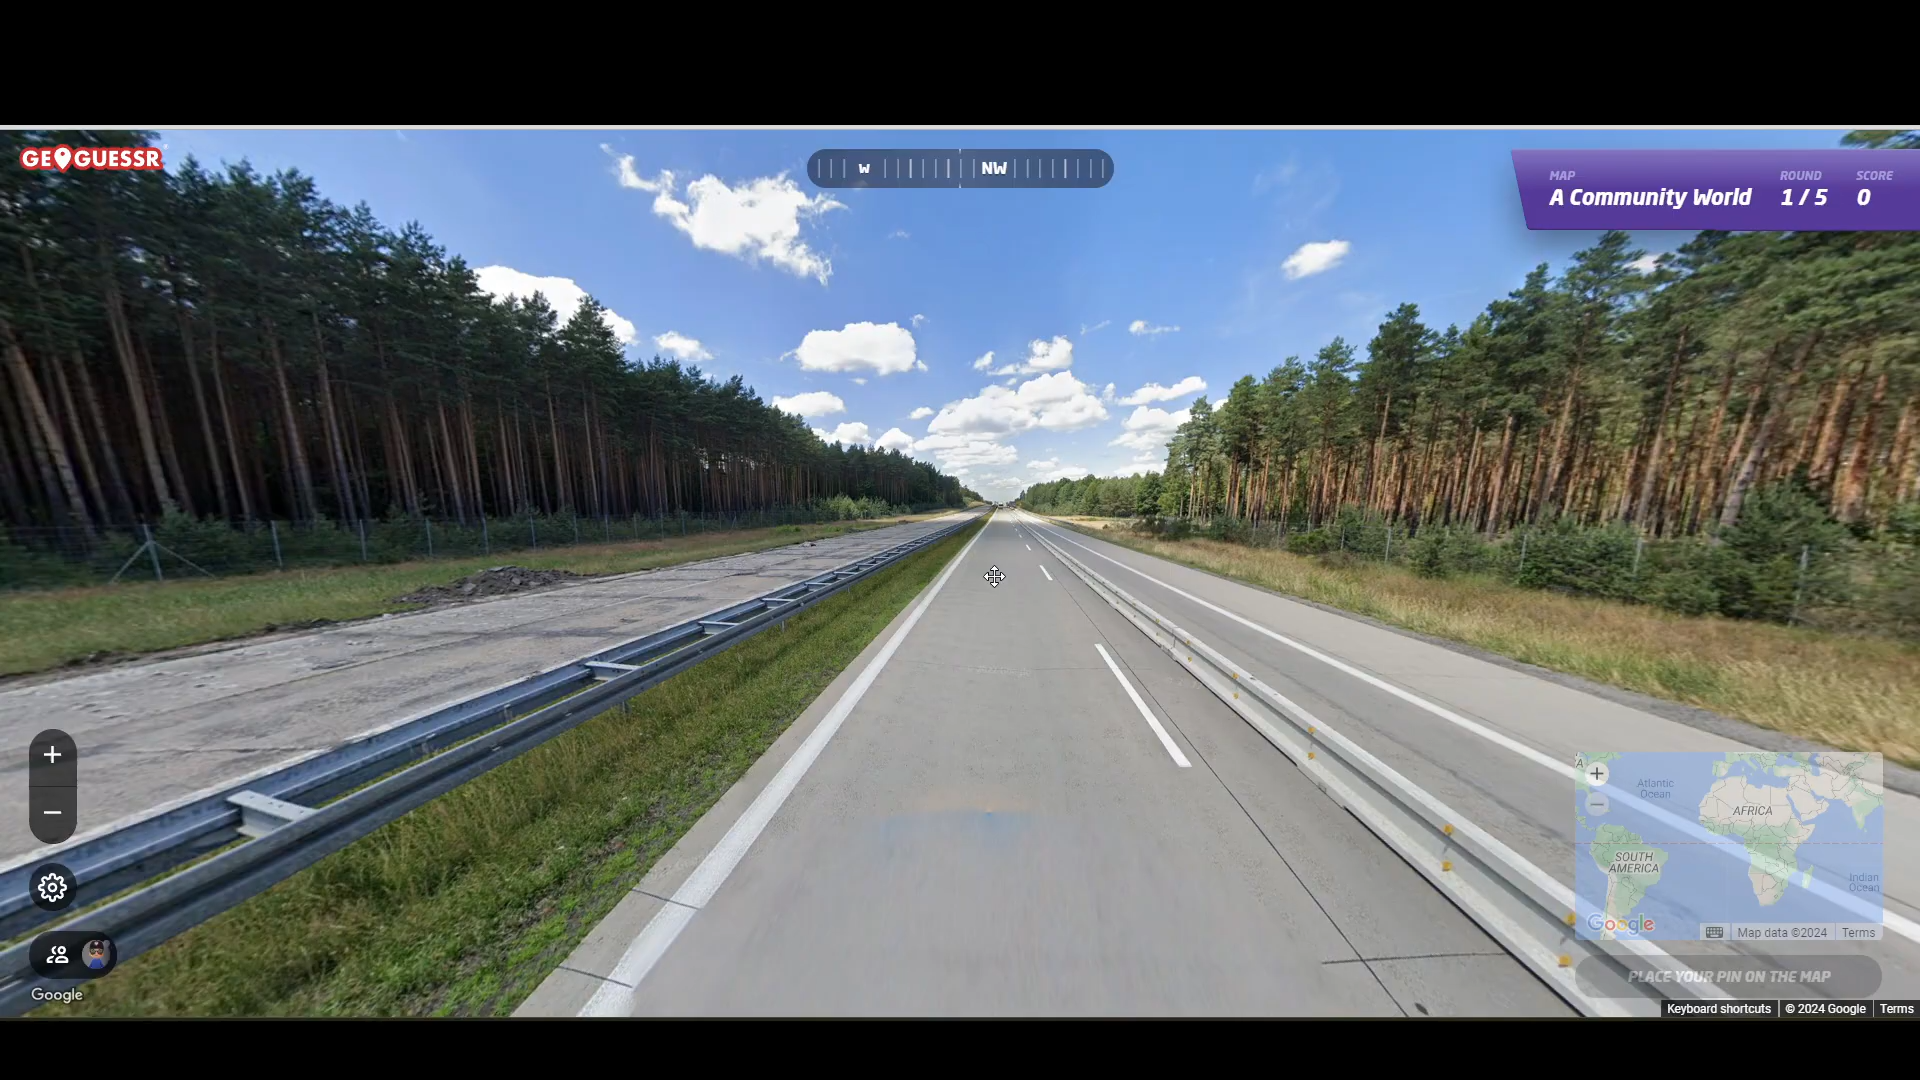 GEOGUESSR
W NW
MAP ROUND SCORE
A Community World 1 / 5 0
+
−
A
+
−
Atlantic
Ocean
AFRICA
SOUTH
AMERICA
Indian
Ocean
Google
Map data ©2024 Terms
PLACE YOUR PIN ON THE MAP
Google
Keyboard shortcuts © 2024 Google Terms